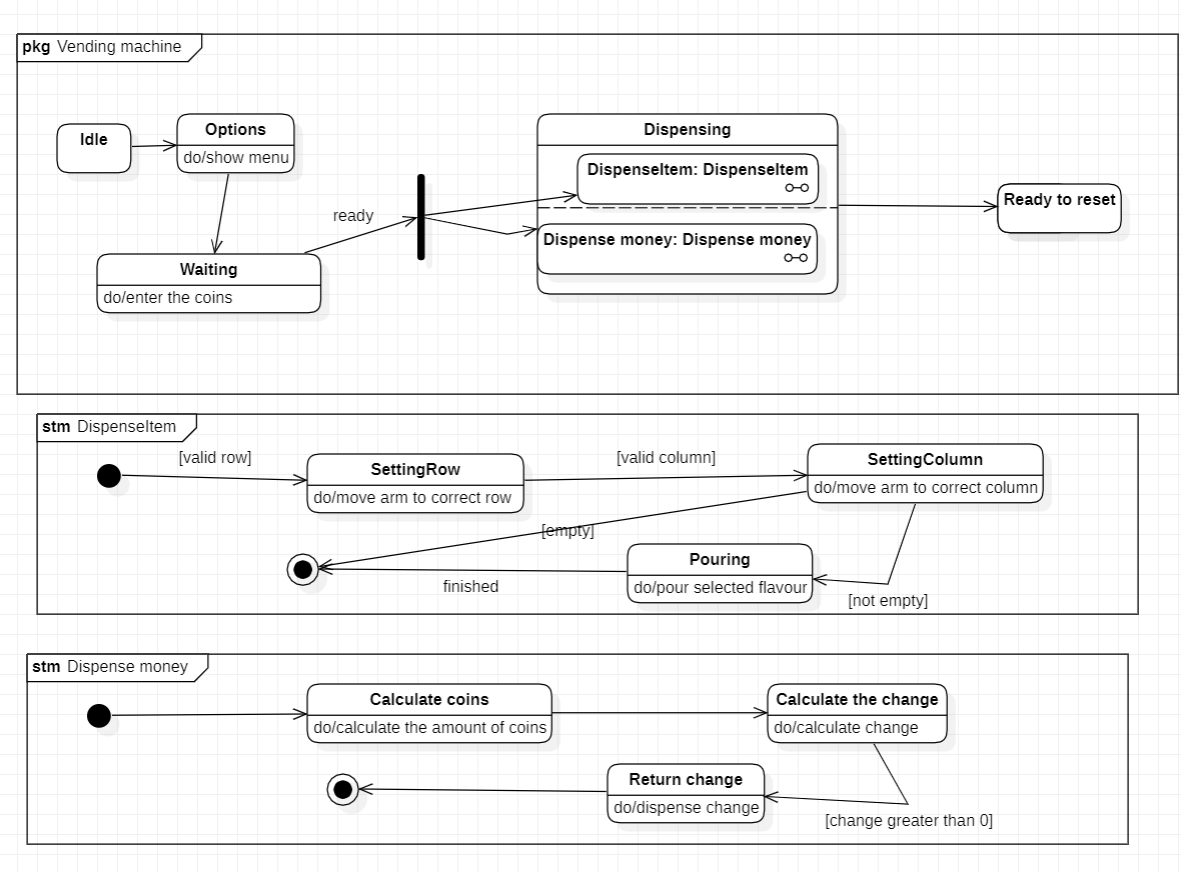 pkg Vending machine
Idle
Options
do/show menu
Waiting
do/enter the coins
ready
Dispensing
DispenseItem: DispenseItem
Dispense money: Dispense money
Ready to reset
stm DispenseItem
[valid row]
SettingRow
do/move arm to correct row
[valid column]
SettingColumn
do/move arm to correct column
[empty]
Pouring
do/pour selected flavour
finished
[not empty]
stm Dispense money
Calculate coins
do/calculate the amount of coins
Calculate the change
do/calculate change
Return change
do/dispense change
[change greater than 0]